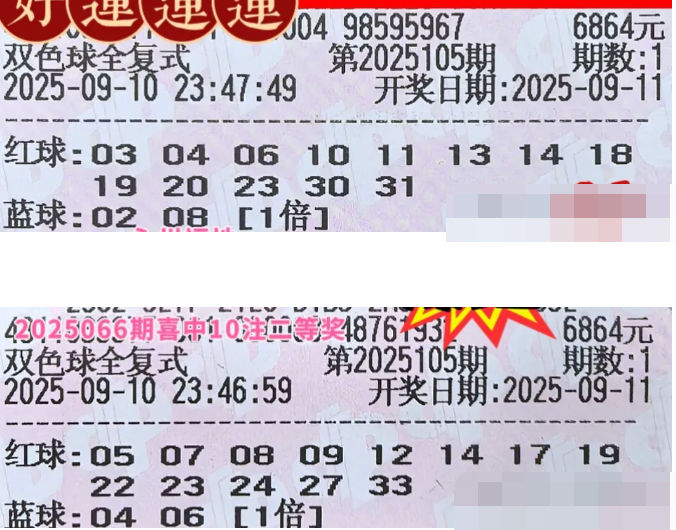 好運運運
004 98595967 6864元
双色球全复式 第2025105期 期数:1
2025-09-10 23:47:49 开奖日期:2025-09-11
红球:03 04 06 10 11 13 14 18
19 20 23 30 31
蓝球:02 08 [1倍]
2025066期喜中10注二等奖 6864元
双色球全复式 第2025105期 期数:1
2025-09-10 23:46:59 开奖日期:2025-09-11
红球:05 07 08 09 12 14 17 19
22 23 24 27 33
蓝球:04 06 [1倍]